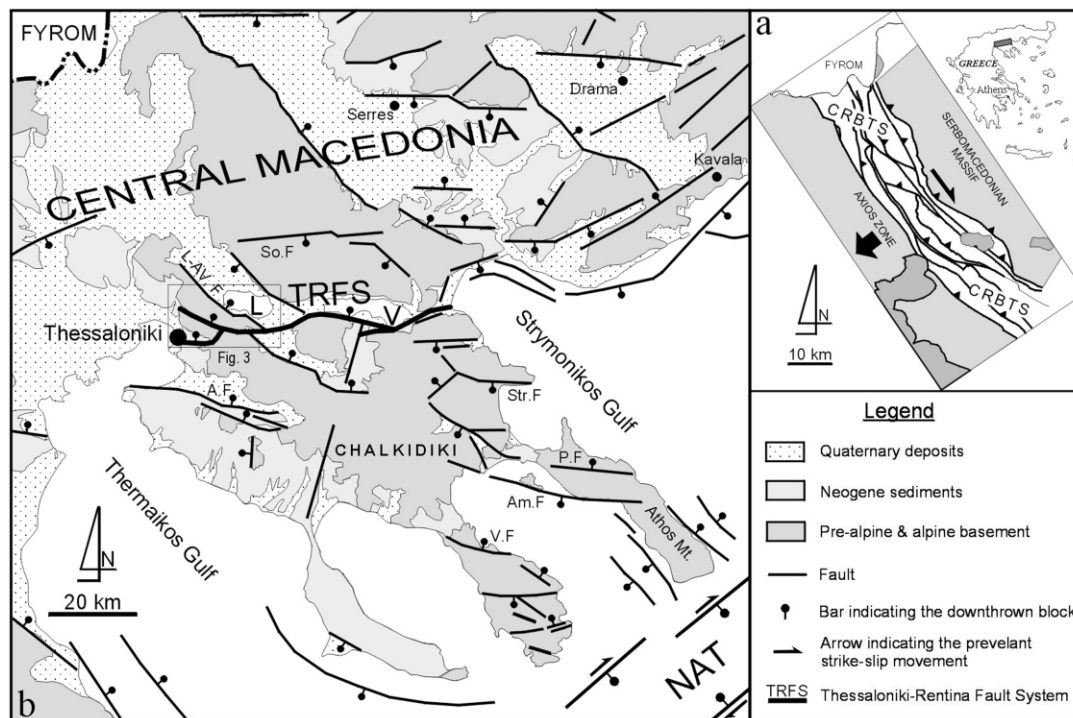 FYROM
Drama
Serres
CENTRAL MACEDONIA
Kavala
So.F
L-AV.F
L
TRFS
V
Thessaloniki
Fig. 3
A.F
Str.F
Strymonikos Gulf
CHALKIDIKI
P.F
Am.F
Athos Mt.
V.F
Thermaikos Gulf
N
20 km
NAT
b
a
FYROM
GREECE
Athens
CRBTS
SERBOMACEDONIAN
MASSIF
AXIOS ZONE
CRBTS
N
10 km
Legend
Quaternary deposits
Neogene sediments
Pre-alpine & alpine basement
Fault
Bar indicating the downthrown block
Arrow indicating the prevelant
strike-slip movement
TRFS Thessaloniki-Rentina Fault System